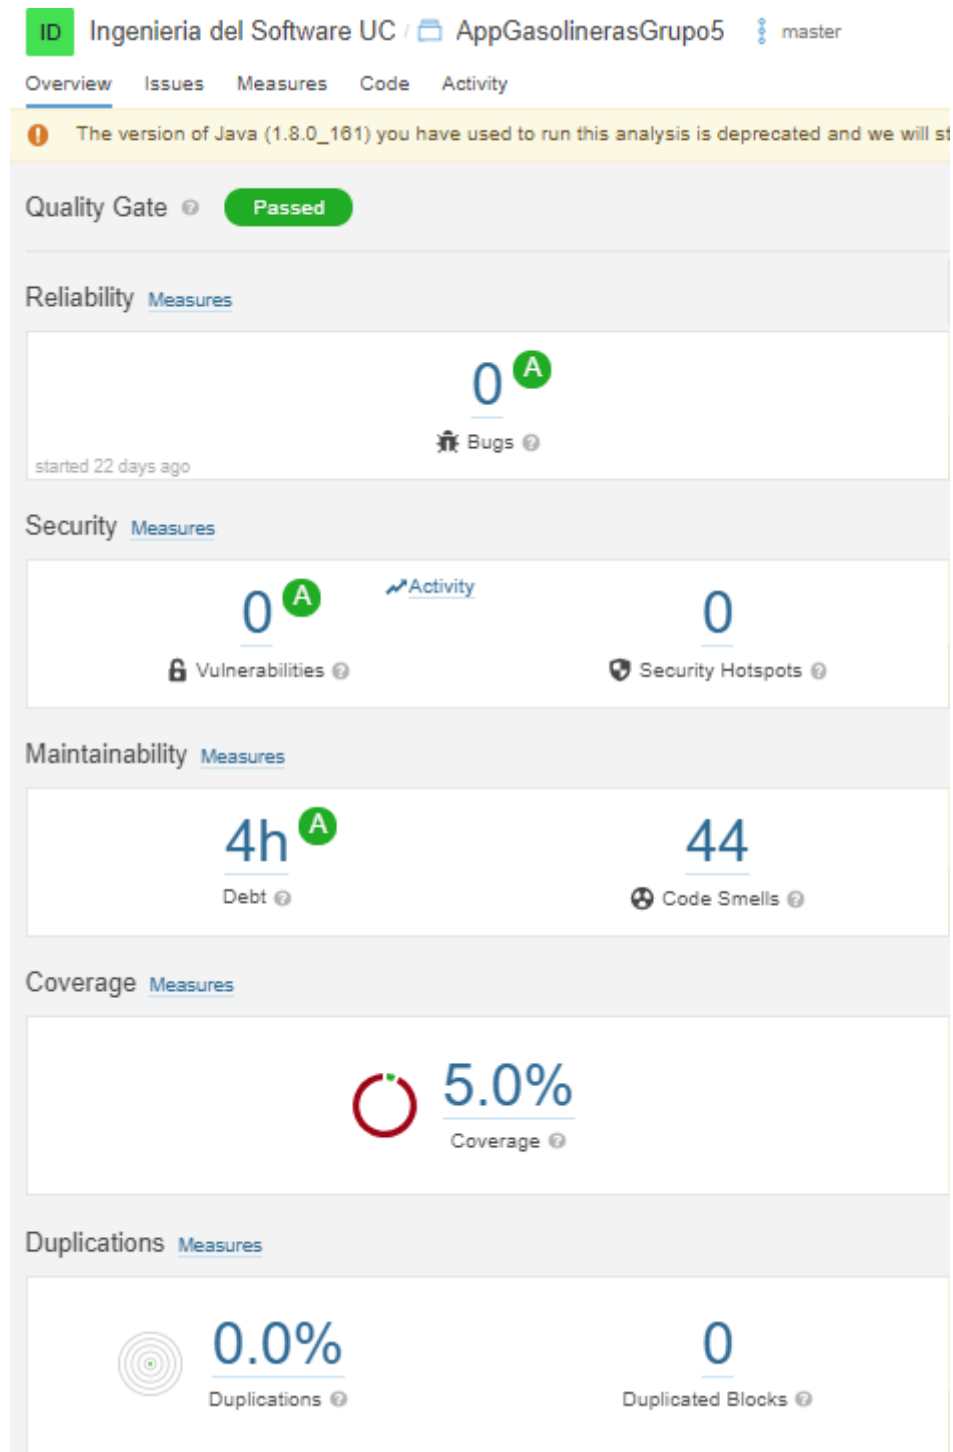 ID Ingenieria del Software UC / AppGasolinerasGrupo5 master
Overview Issues Measures Code Activity
The version of Java (1.8.0_161) you have used to run this analysis is deprecated and we will st
Quality Gate Passed
Reliability Measures
0 A
Bugs
started 22 days ago
Security Measures
0 A Activity 0
Vulnerabilities Security Hotspots
Maintainability Measures
4h A 44
Debt Code Smells
Coverage Measures
5.0%
Coverage
Duplications Measures
0.0% 0
Duplications Duplicated Blocks